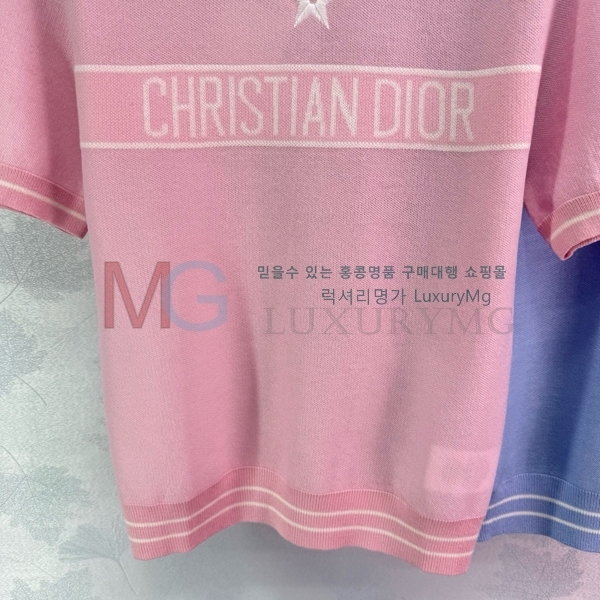 CHRISTIAN DIOR
MG
믿을수 있는 홍콩명품 구매대행 쇼핑몰
럭셔리명가 LuxuryMg
LUXURYMG